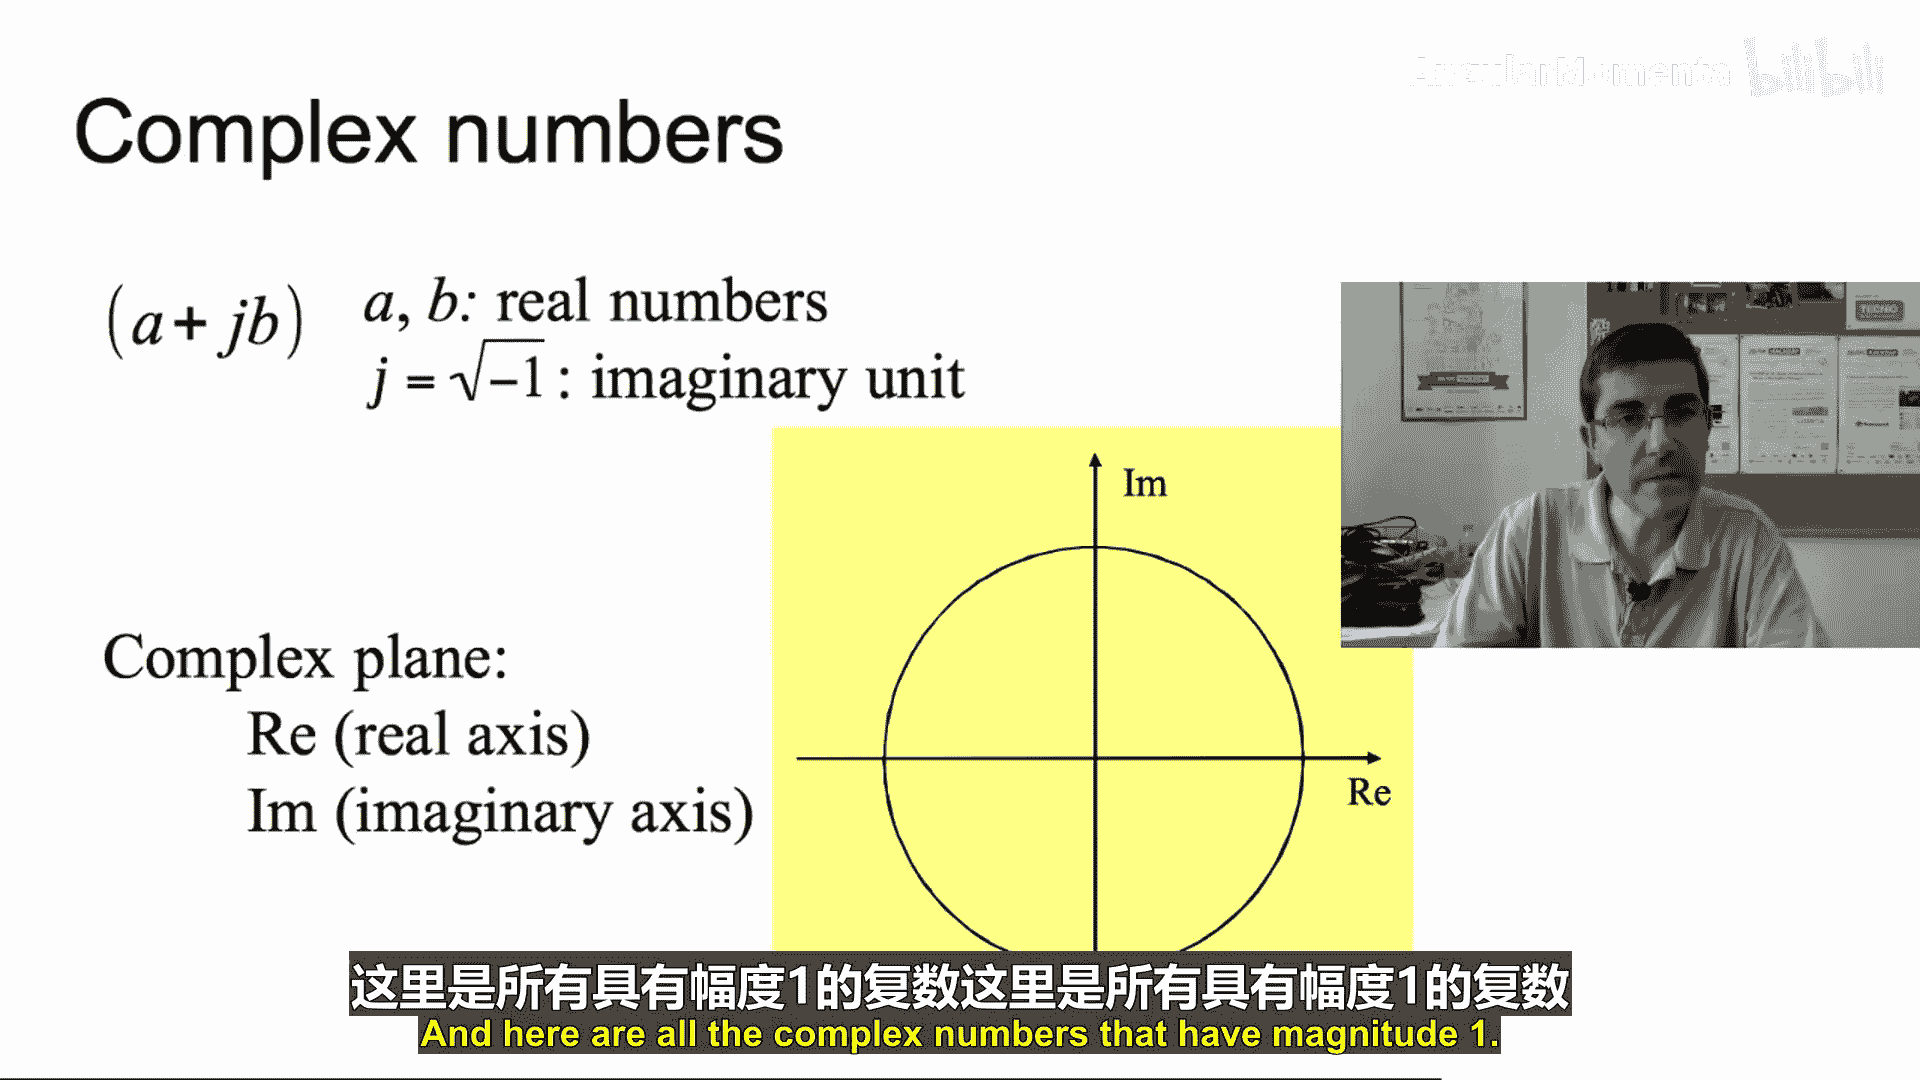 bilibili
Complex numbers
(a + jb)
a, b: real numbers
j = √−1 : imaginary unit
TECNIO
Im
Complex plane:
Re (real axis)
Im (imaginary axis)
Re
这里是所有具有幅度1的复数这里是所有具有幅度1的复数
And here are all the complex numbers that have magnitude 1.